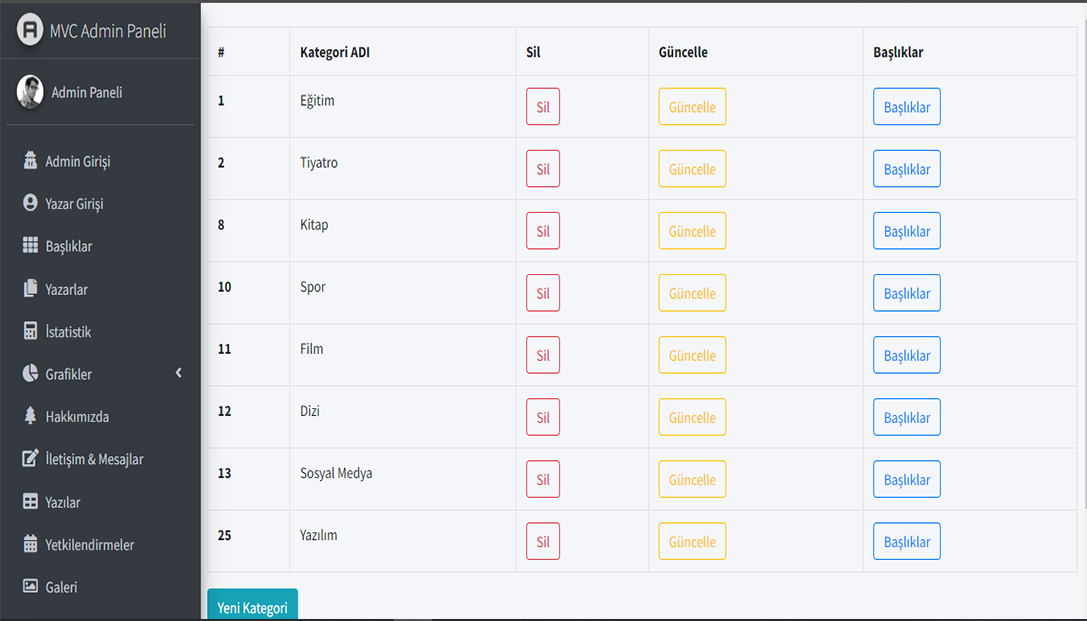 MVC Admin Paneli
Admin Paneli
Admin Girişi
Yazar Girişi
Başlıklar
Yazarlar
İstatistik
Grafikler
Hakkımızda
İletişim & Mesajlar
Yazılar
Yetkilendirmeler
Galeri
# Kategori ADI Sil Güncelle Başlıklar
1 Eğitim Sil Güncelle Başlıklar
2 Tiyatro Sil Güncelle Başlıklar
8 Kitap Sil Güncelle Başlıklar
10 Spor Sil Güncelle Başlıklar
11 Film Sil Güncelle Başlıklar
12 Dizi Sil Güncelle Başlıklar
13 Sosyal Medya Sil Güncelle Başlıklar
25 Yazılım Sil Güncelle Başlıklar
Yeni Kategori